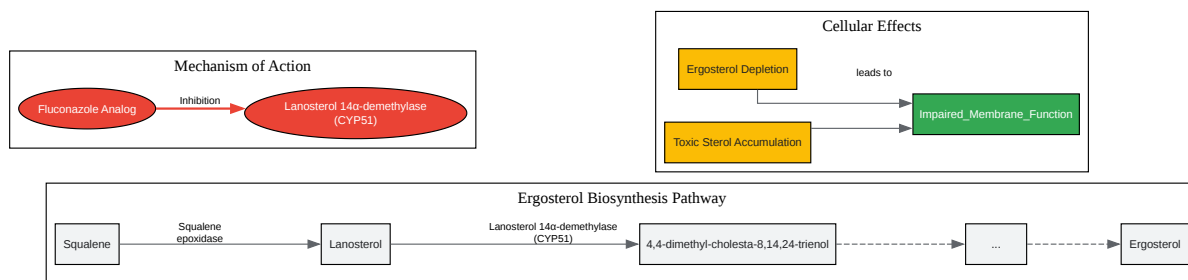 Cellular Effects
Ergosterol Depletion
leads to
Impaired_Membrane_Function
Toxic Sterol Accumulation
Mechanism of Action
Fluconazole Analog
Inhibition
Lanosterol 14α-demethylase
(CYP51)
Ergosterol Biosynthesis Pathway
Squalene
Squalene
epoxidase
Lanosterol
Lanosterol 14α-demethylase
(CYP51)
4,4-dimethyl-cholesta-8,14,24-trienol
...
Ergosterol